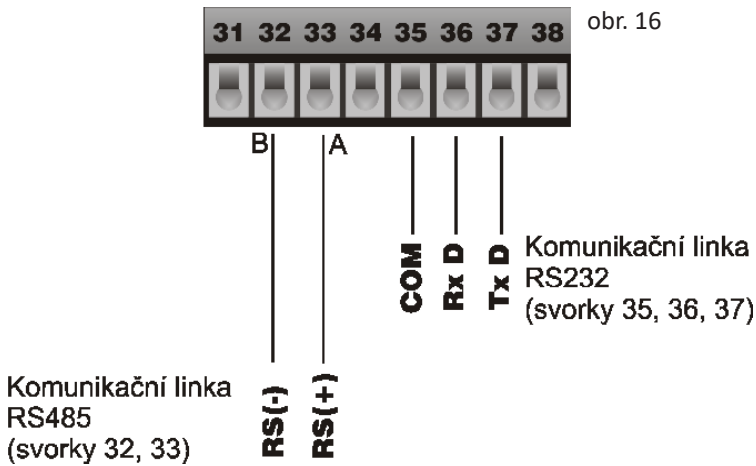 31 32 33 34 35 36 37 38
obr. 16
B
A
COM
Rx D
Tx D
Komunikační linka
RS232
(svorky 35, 36, 37)
Komunikační linka
RS485
(svorky 32, 33)
RS(-)
RS(+)